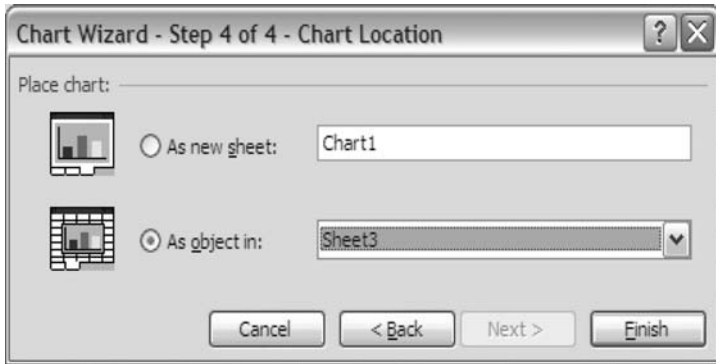 Chart Wizard - Step 4 of 4 - Chart Location
?
Place chart:
As new sheet: Chart1
As object in: Sheet3
Cancel < Back Next > Finish